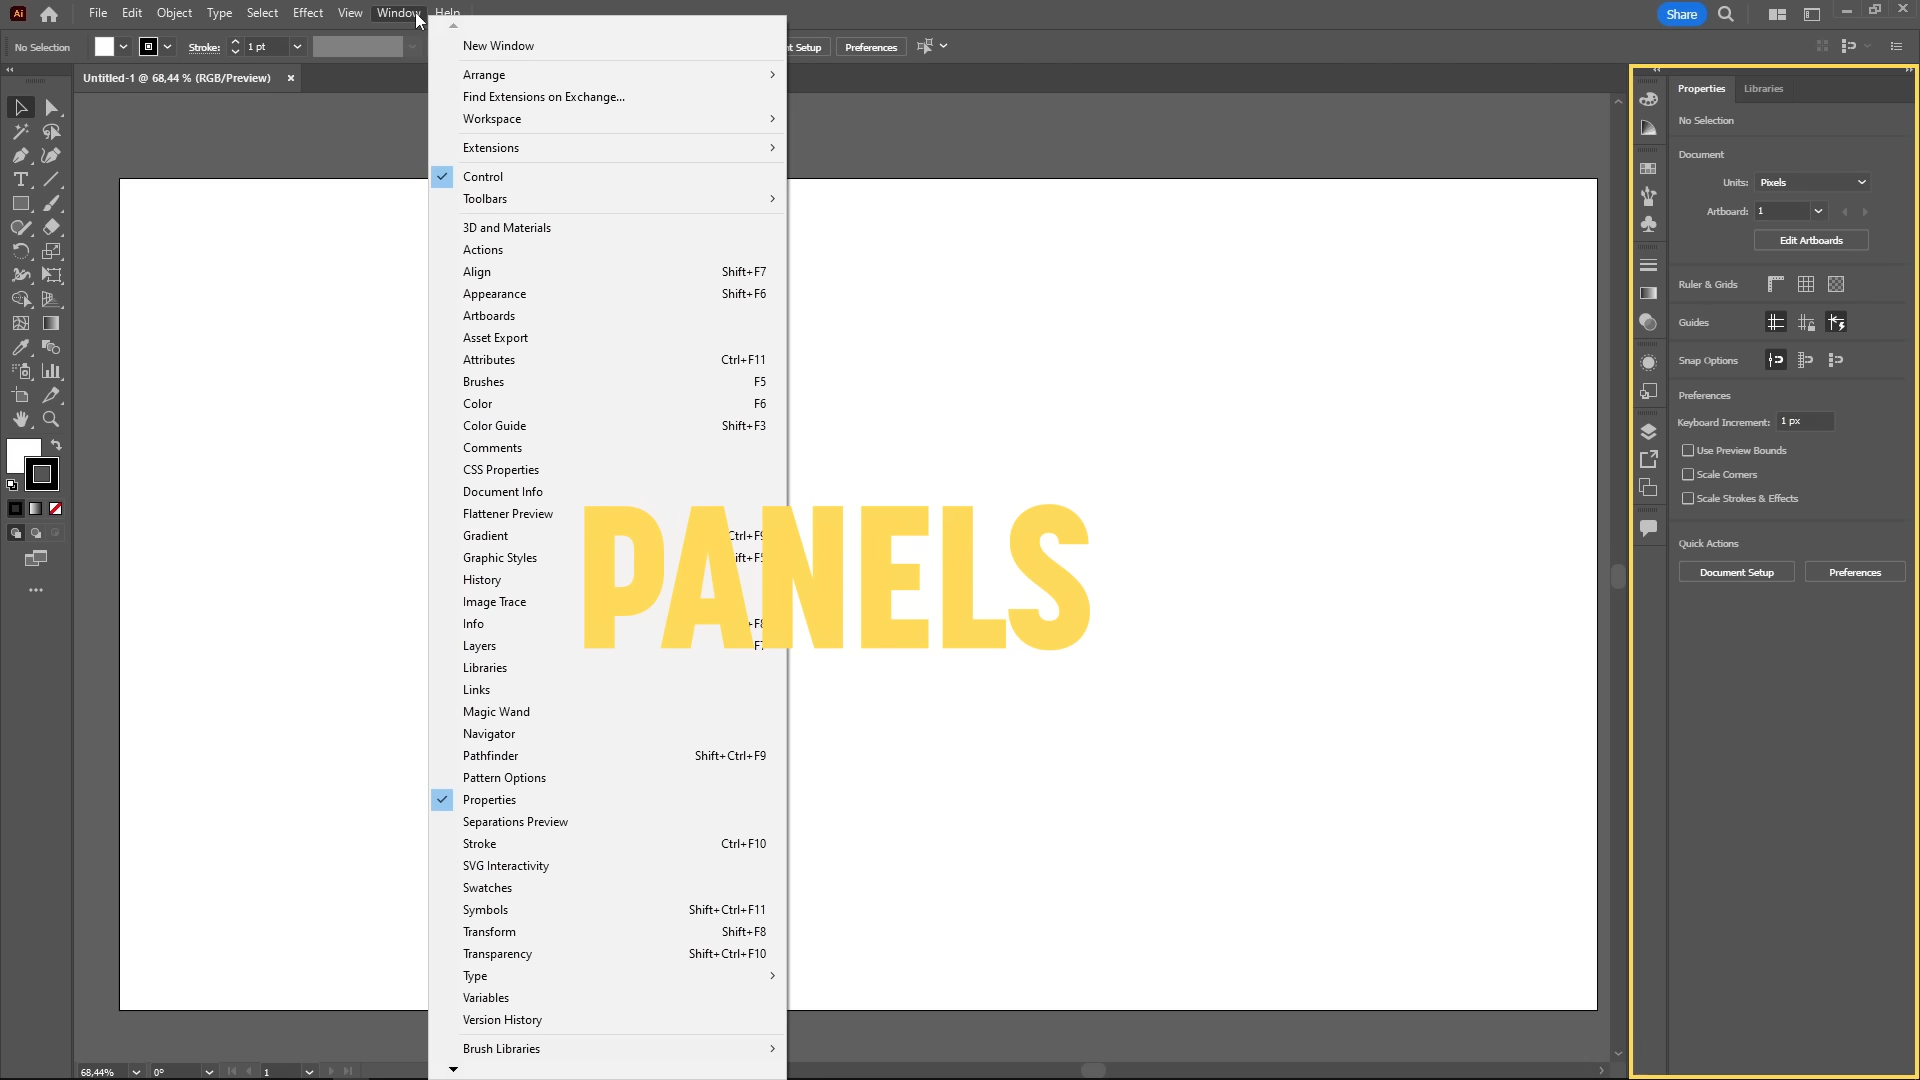 Ai File Edit Object Type Select Effect View Window Help Share
No Selection Stroke: 1 pt Preferences
Untitled-1 @ 68,44 % (RGB/Preview)
New Window
Arrange
Find Extensions on Exchange...
Workspace
Extensions
Control
Toolbars
3D and Materials
Actions
Align Shift+F7
Appearance Shift+F6
Artboards
Asset Export
Attributes Ctrl+F11
Brushes F5
Color F6
Color Guide Shift+F3
Comments
CSS Properties
Document Info
Flattener Preview
Gradient
Graphic Styles
History
Image Trace
Info
Layers F7
Libraries
Links
Magic Wand
Navigator
Pathfinder Shift+Ctrl+F9
Pattern Options
Properties
Separations Preview
Stroke Ctrl+F10
SVG Interactivity
Swatches
Symbols Shift+Ctrl+F11
Transform Shift+F8
Transparency Shift+Ctrl+F10
Type
Variables
Version History
Brush Libraries
PANELS
Properties Libraries
No Selection
Document
Units: Pixels
Artboard: 1
Edit Artboards
Ruler & Grids
Guides
Snap Options
Preferences
Keyboard Increment: 1 px
Use Preview Bounds
Scale Corners
Scale Strokes & Effects
Quick Actions
Document Setup Preferences
68,44% 0° 1